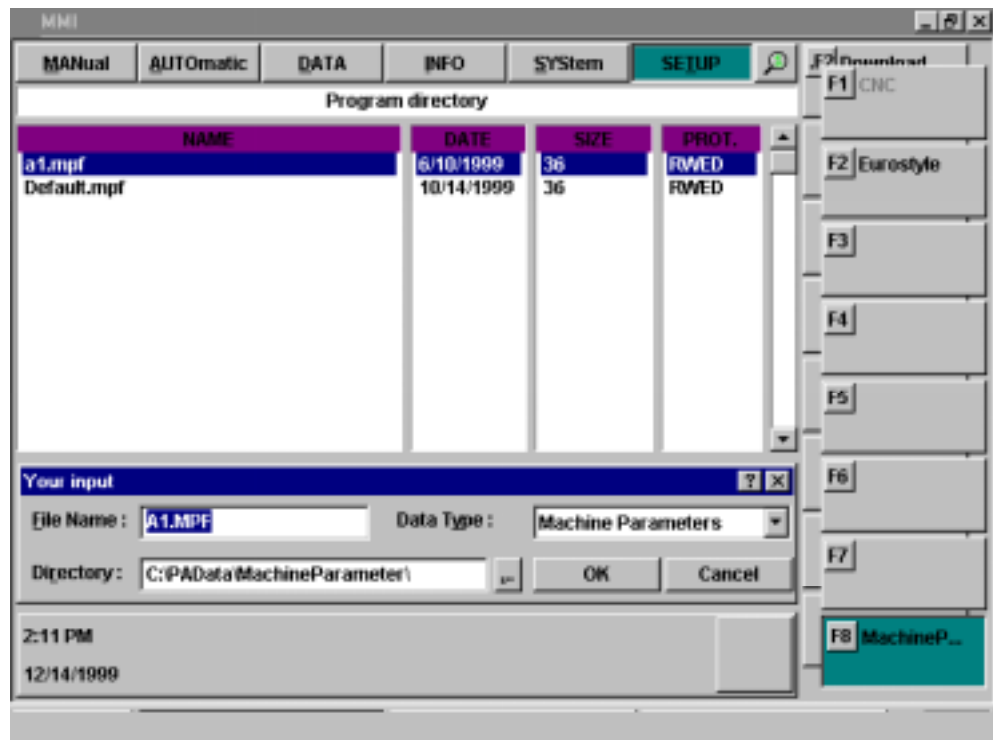 MMI
MANual AUTOmatic DATA INFO SYStem SETUP
F2 Download
Program directory
NAME DATE SIZE PROT.
a1.mpf 6/10/1999 36 RWED
Default.mpf 10/14/1999 36 RWED
Your input
File Name : A1.MPF Data Type : Machine Parameters
Directory : C:\PAData\MachineParameter\ ... OK Cancel
2:11 PM
12/14/1999
F1 CNC
F2 Eurostyle
F3
F4
F5
F6
F7
F8 MachineP...